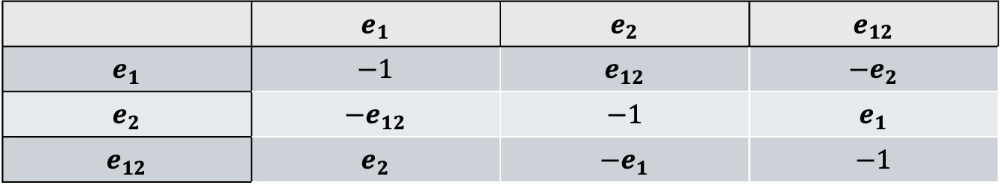 e₁ e₂ e₁₂
e₁ −1 e₁₂ −e₂
e₂ −e₁₂ −1 e₁
e₁₂ e₂ −e₁ −1